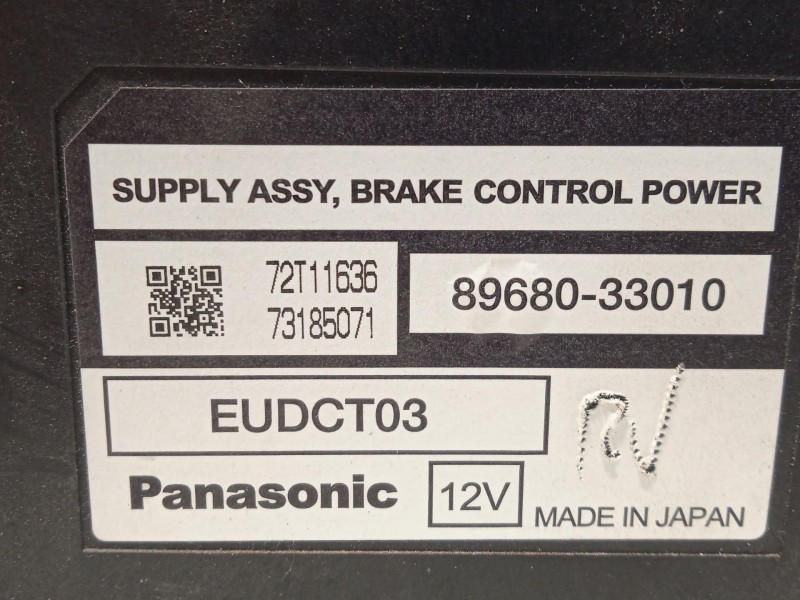 SUPPLY ASSY, BRAKE CONTROL POWER
72T11636
73185071
89680-33010
EUDCT03
Panasonic
12V
MADE IN JAPAN